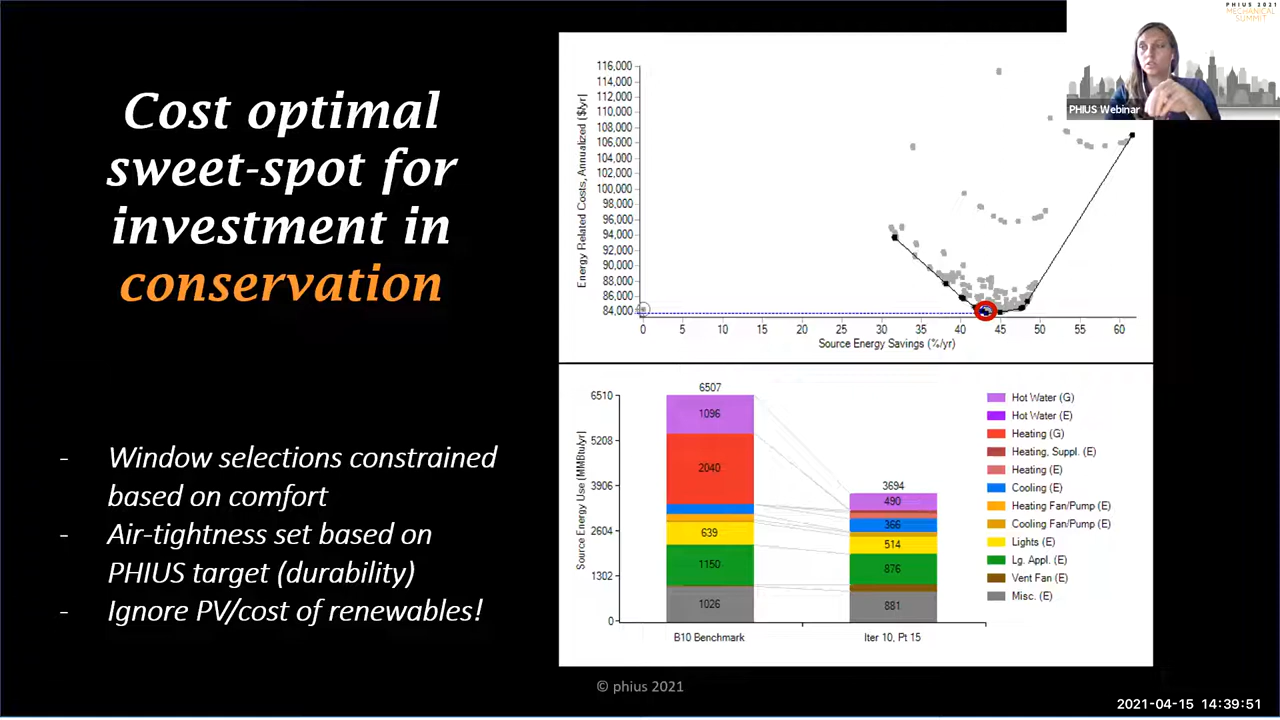 Cost optimal
sweet-spot for
investment in
conservation
- Window selections constrained
based on comfort
- Air-tightness set based on
PHIUS target (durability)
- Ignore PV/cost of renewables!
Energy Related Costs, Annualized ($/yr)
116,000
114,000
112,000
110,000
108,000
106,000
104,000
102,000
100,000
98,000
96,000
94,000
92,000
90,000
88,000
86,000
84,000
0 5 10 15 20 25 30 35 40 45 50 55 60
Source Energy Savings (%/yr)
Source Energy Use (MMBtu/yr)
6510
5208
3906
2604
1302
0
6507
1096
2040
639
1150
1026
B10 Benchmark
3694
490
366
514
876
881
Iter 10, Pt 15
Hot Water (G)
Hot Water (E)
Heating (G)
Heating, Suppl. (E)
Heating (E)
Cooling (E)
Heating Fan/Pump (E)
Cooling Fan/Pump (E)
Lights (E)
Lg. Appl. (E)
Vent Fan (E)
Misc. (E)
PHIUS 2021
MECHANICAL
SUMMIT
PHIUS Webinar
© phius 2021
2021-04-15 14:39:51